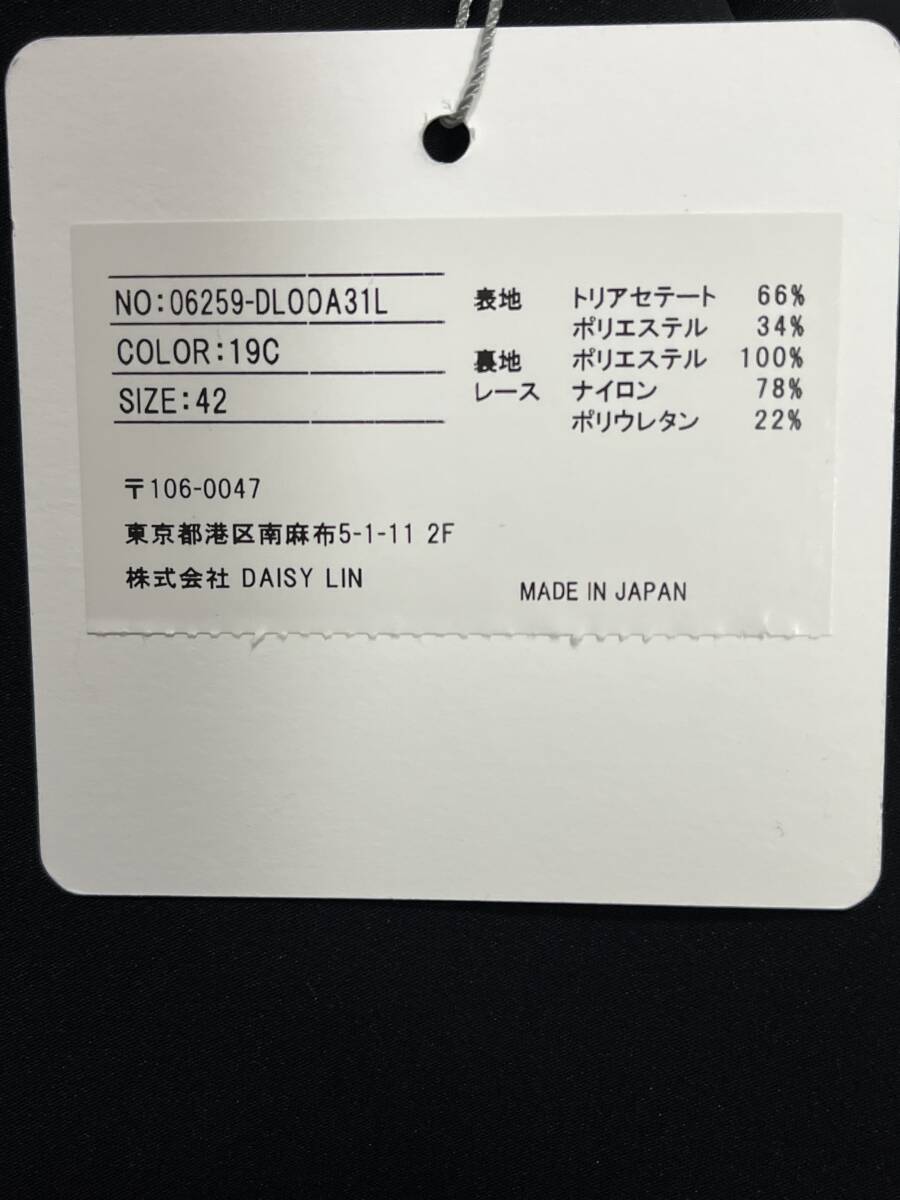 NO:06259-DL00A31L
COLOR:19C
SIZE:42
表地 トリアセテート 66%
ポリエステル 34%
裏地 ポリエステル 100%
レース ナイロン 78%
ポリウレタン 22%
〒106-0047
東京都港区南麻布5-1-11 2F
株式会社 DAISY LIN
MADE IN JAPAN